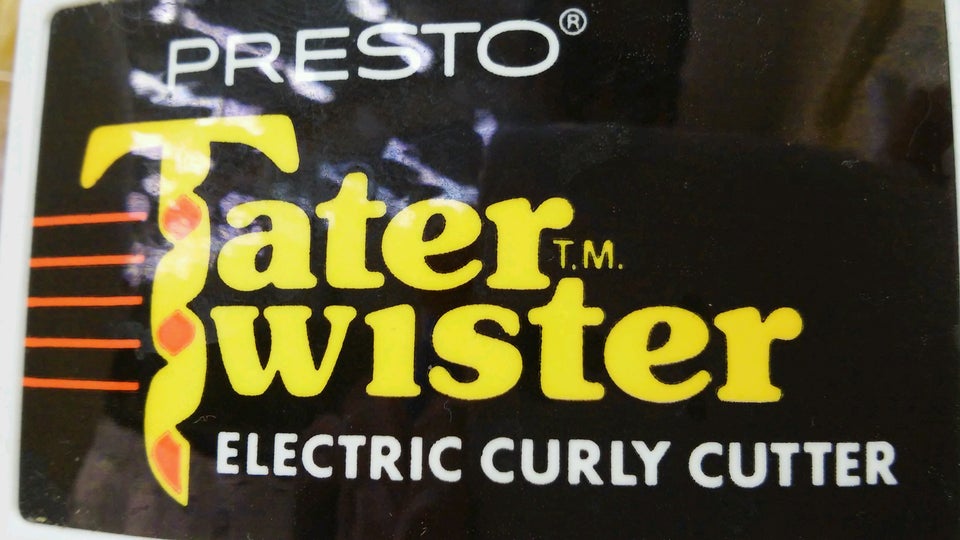 PRESTO®
Tater T.M.
Twister
ELECTRIC CURLY CUTTER